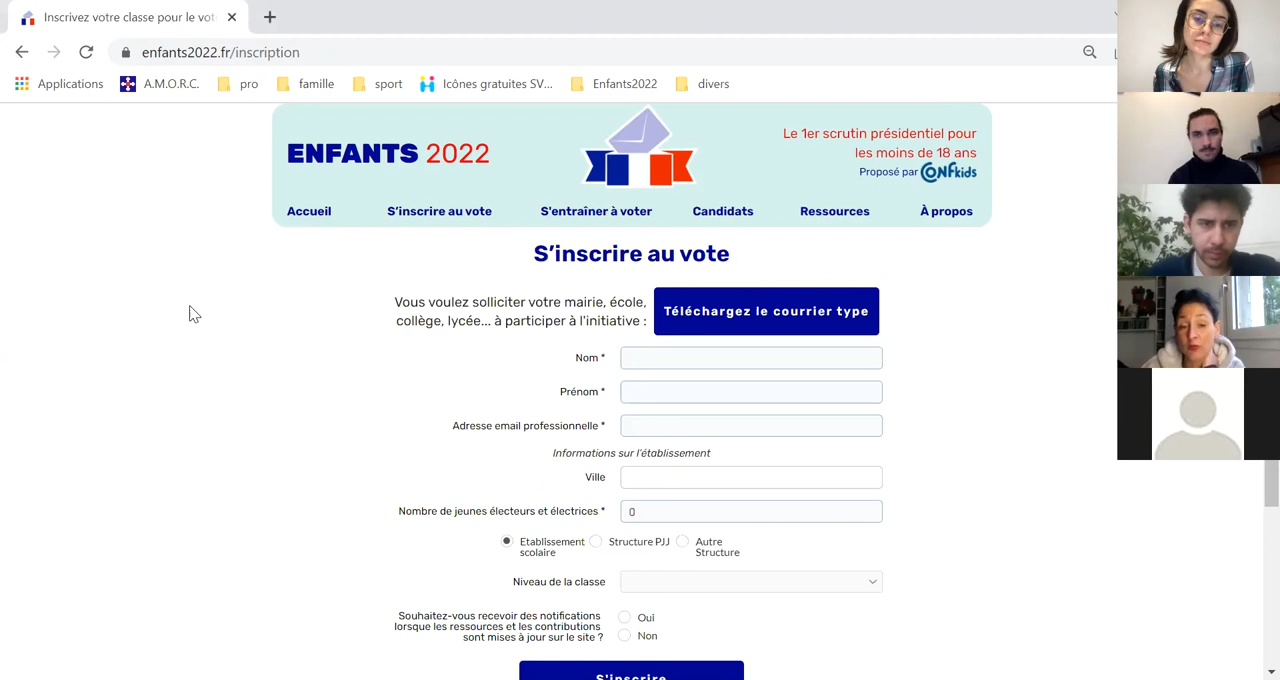 Inscrivez votre classe pour le vot
enfants2022.fr/inscription
Applications A.M.O.R.C. pro famille sport Icônes gratuites SV... Enfants2022 divers
ENFANTS 2022
Le 1er scrutin présidentiel pour
les moins de 18 ans
Proposé par CONFkids
Accueil S’inscrire au vote S'entraîner à voter Candidats Ressources À propos
S’inscrire au vote
Vous voulez solliciter votre mairie, école,
collège, lycée... à participer à l'initiative :
Téléchargez le courrier type
Nom *
Prénom *
Adresse email professionnelle *
Informations sur l'établissement
Ville
Nombre de jeunes électeurs et électrices * 0
Etablissement scolaire
Structure PJJ
Autre Structure
Niveau de la classe
Souhaitez-vous recevoir des notifications
lorsque les ressources et les contributions
sont mises à jour sur le site ?
Oui
Non
S'inscrire